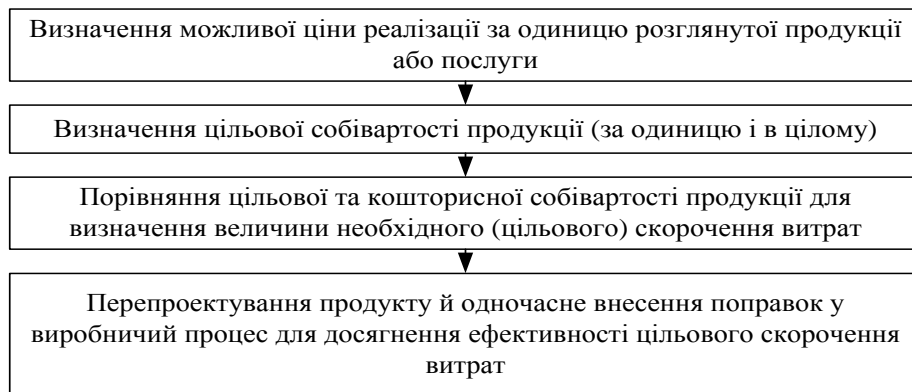 Визначення можливої ціни реалізації за одиницю розглянутої продукції
або послуги
Визначення цільової собівартості продукції (за одиницю і в цілому)
Порівняння цільової та кошторисної собівартості продукції для
визначення величини необхідного (цільового) скорочення витрат
Перепроектування продукту й одночасне внесення поправок у
виробничий процес для досягнення ефективності цільового скорочення
витрат